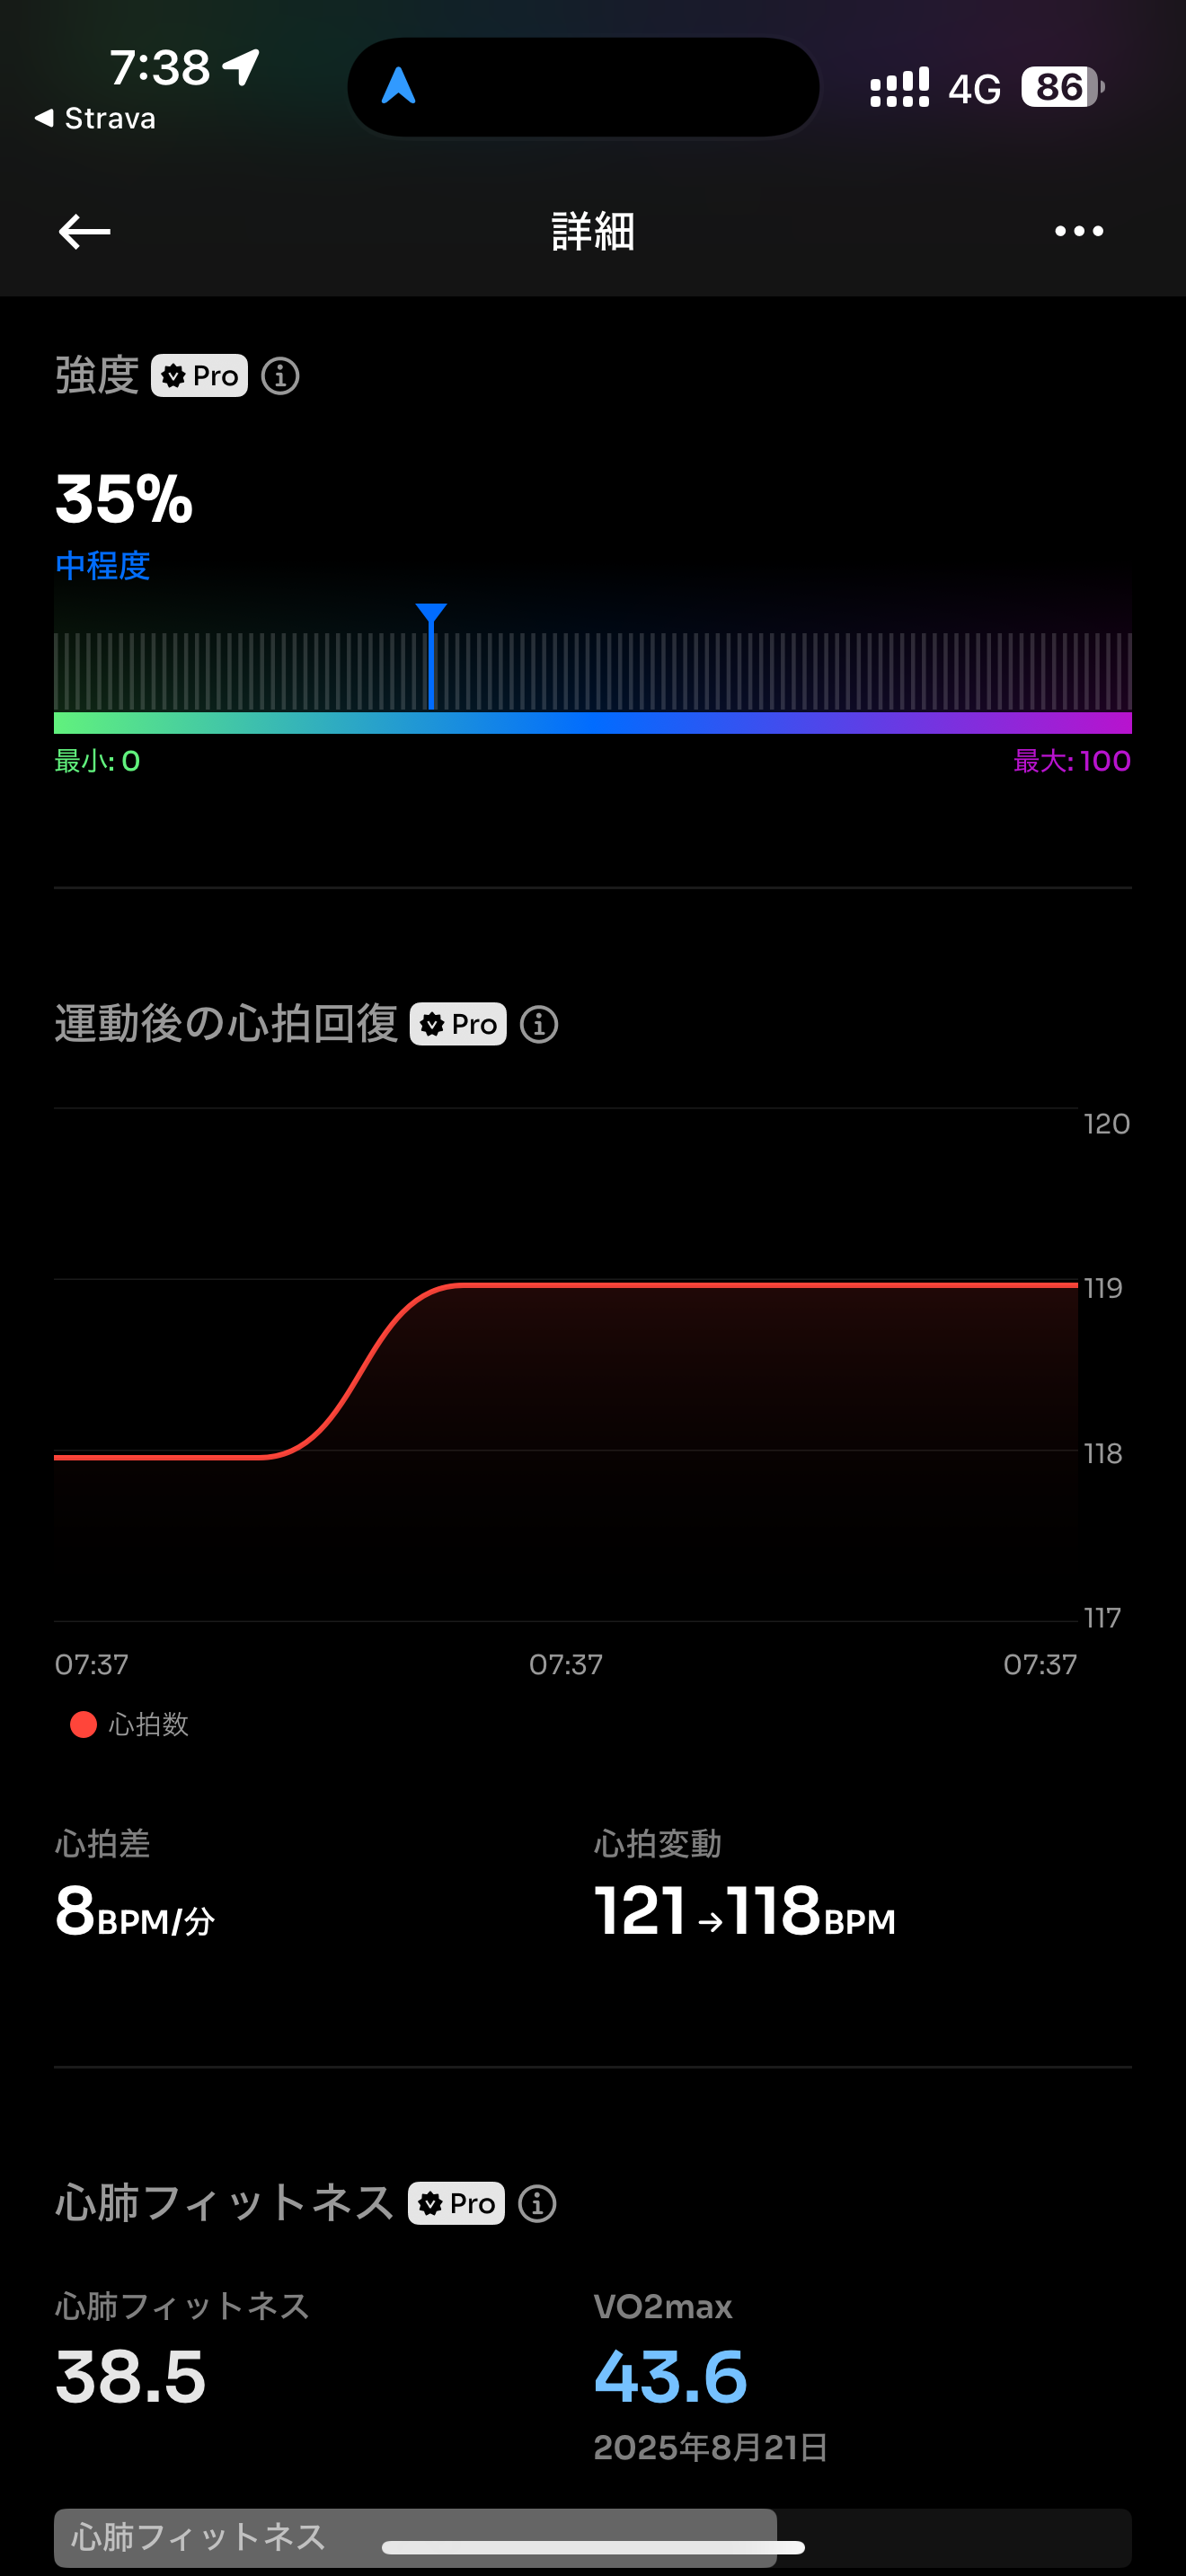 7:38
4G
86
Strava
詳細
強度 Pro
35%
中程度
最小: 0
最大: 100
運動後の心拍回復 Pro
120
119
118
117
07:37 07:37 07:37
心拍数
心拍差 心拍変動
8BPM/分 121→118BPM
心肺フィットネス Pro
心肺フィットネス VO2max
38.5 43.6
2025年8月21日
心肺フィットネス